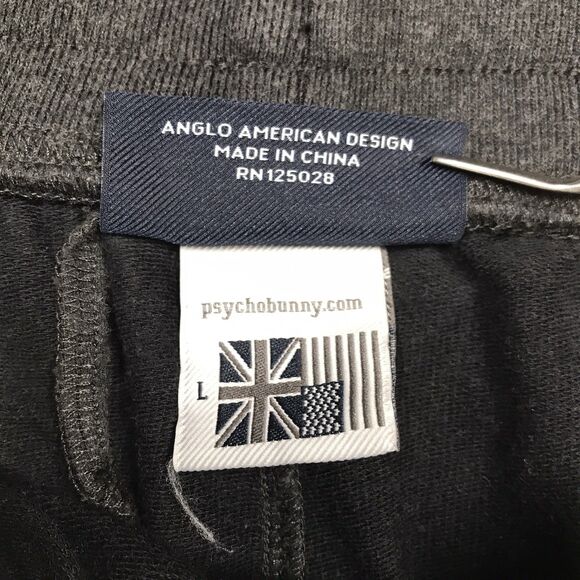 ANGLO AMERICAN DESIGN
MADE IN CHINA
RN 125028
psychobunny.com
L